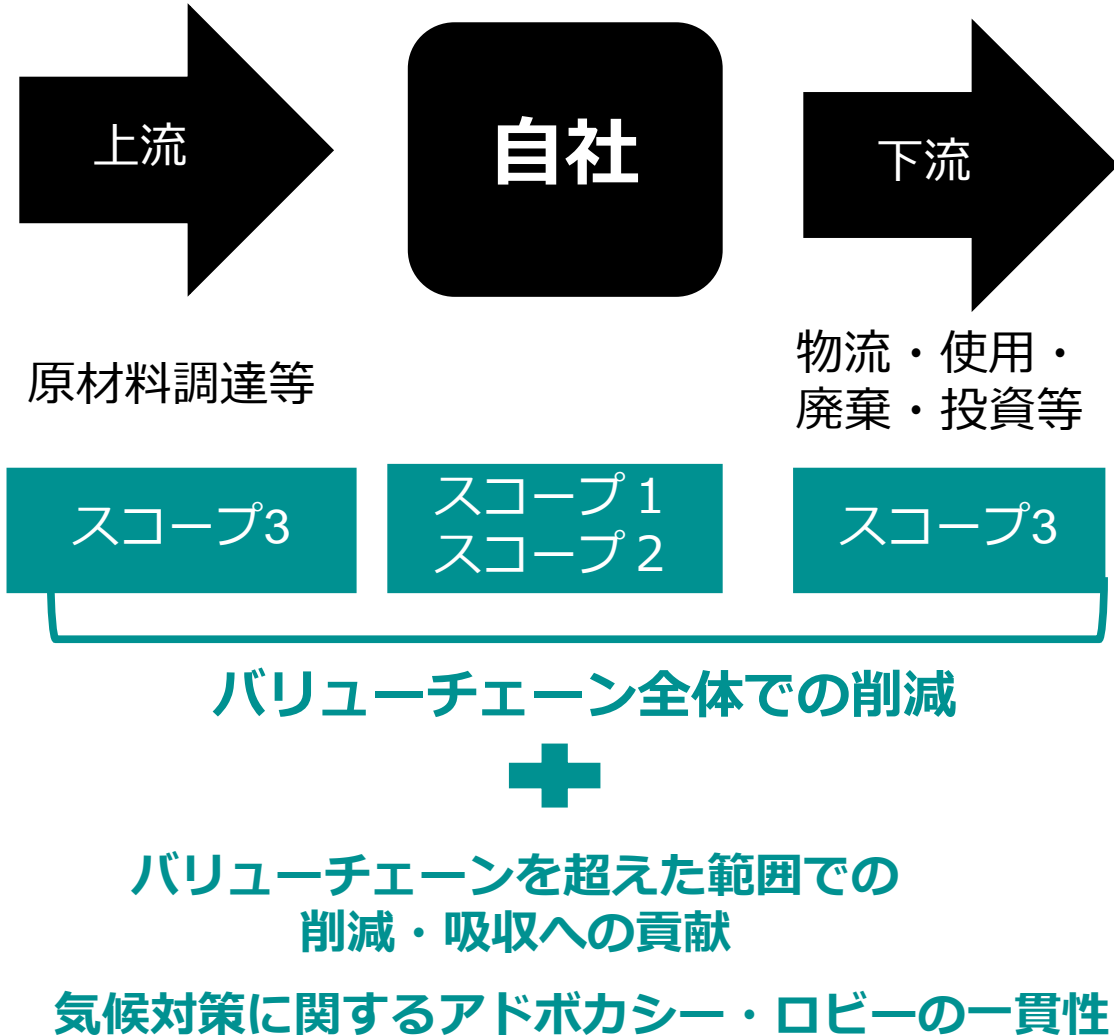 上流
自社
下流
原材料調達等
物流・使用・
廃棄・投資等
スコープ3
スコープ１
スコープ２
スコープ3
バリューチェーン全体での削減
バリューチェーンを超えた範囲での
削減・吸収への貢献
気候対策に関するアドボカシー・ロビーの一貫性